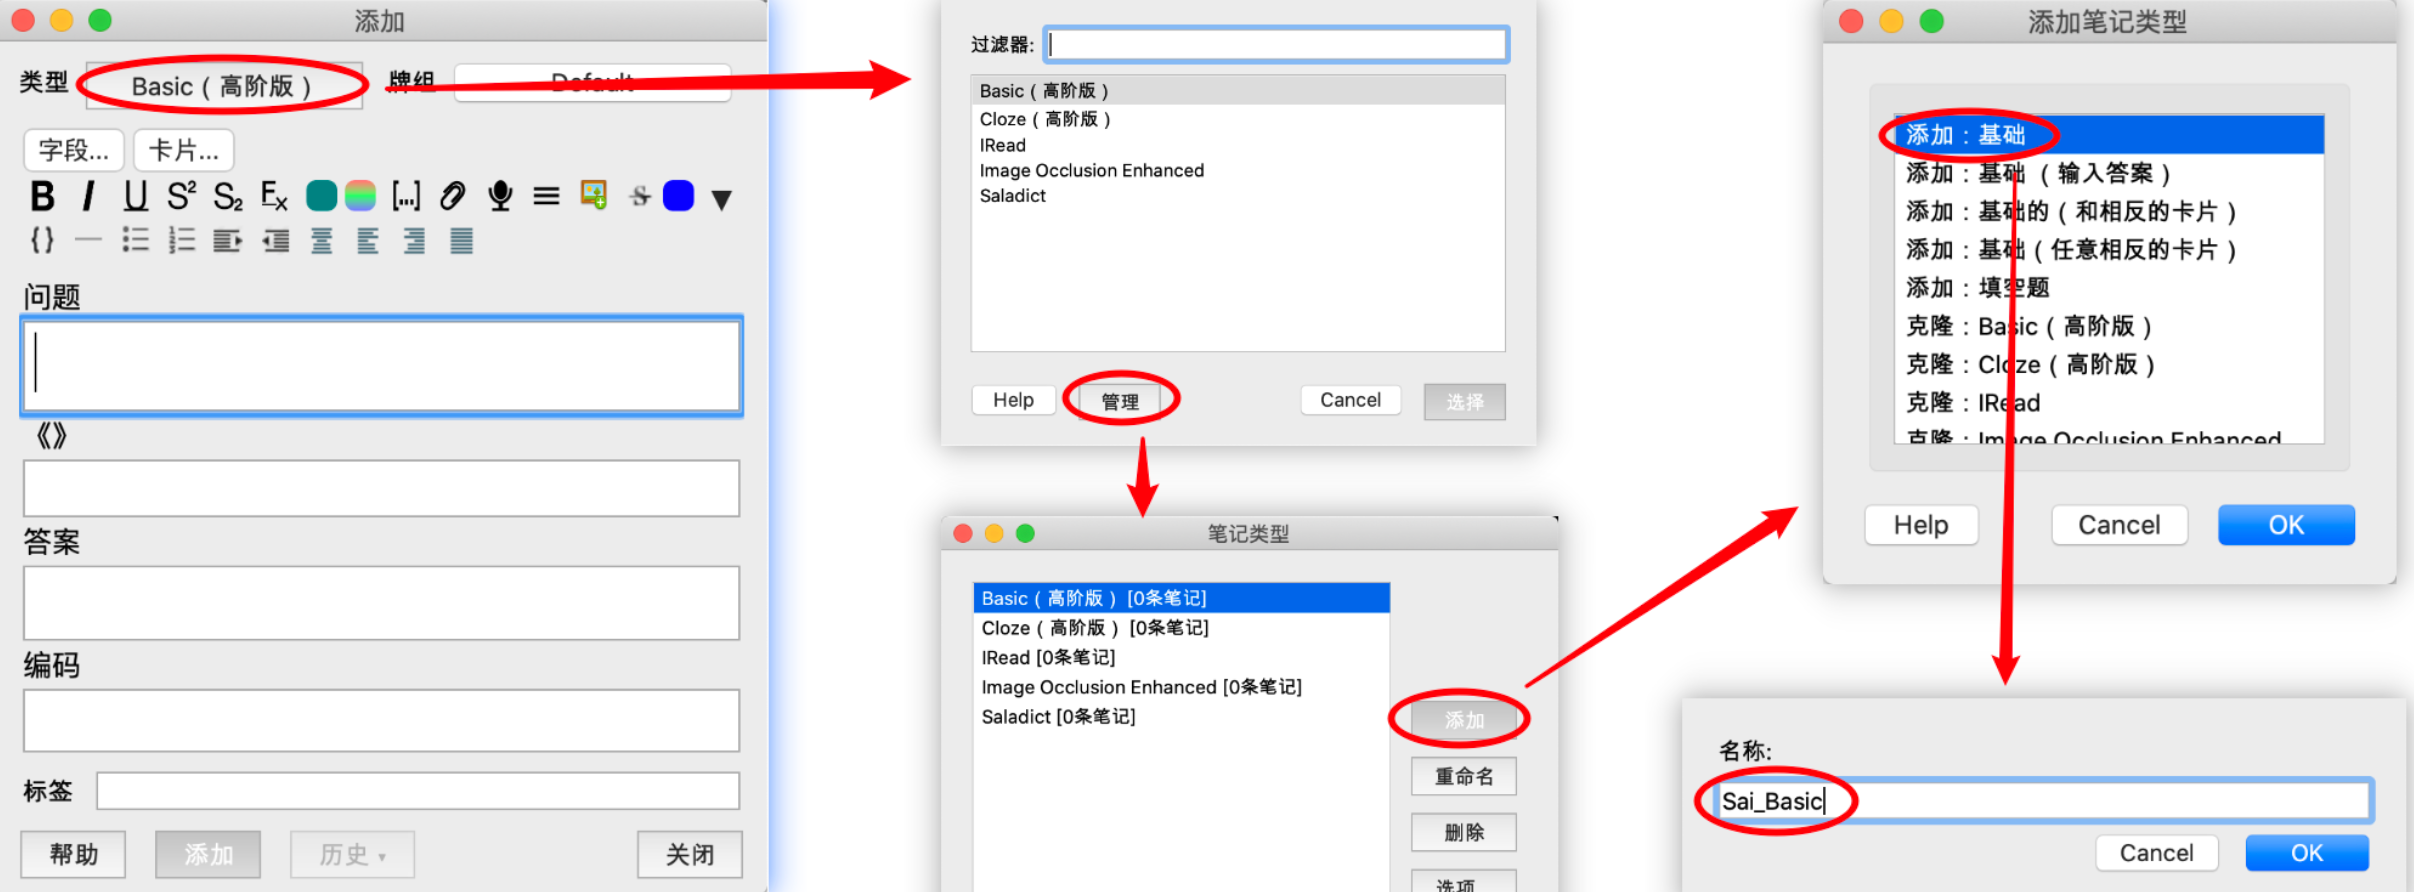 添加
类型
Basic（高阶版）
牌组
Default
字段...
卡片...
问题
《》
答案
编码
标签
帮助
添加
历史
关闭
过滤器:
Basic（高阶版）
Cloze（高阶版）
IRead
Image Occlusion Enhanced
Saladict
Help
管理
Cancel
选择
笔记类型
Basic（高阶版） [0条笔记]
Cloze（高阶版） [0条笔记]
IRead [0条笔记]
Image Occlusion Enhanced [0条笔记]
Saladict [0条笔记]
添加
重命名
删除
选项
添加笔记类型
添加：基础
添加：基础 （输入答案）
添加：基础的（和相反的卡片）
添加：基础（任意相反的卡片）
添加：填空题
克隆：Basic（高阶版）
克隆：Cloze（高阶版）
克隆：IRead
克隆：Image Occlusion Enhanced
Help
Cancel
OK
名称:
Sai_Basic
Cancel
OK